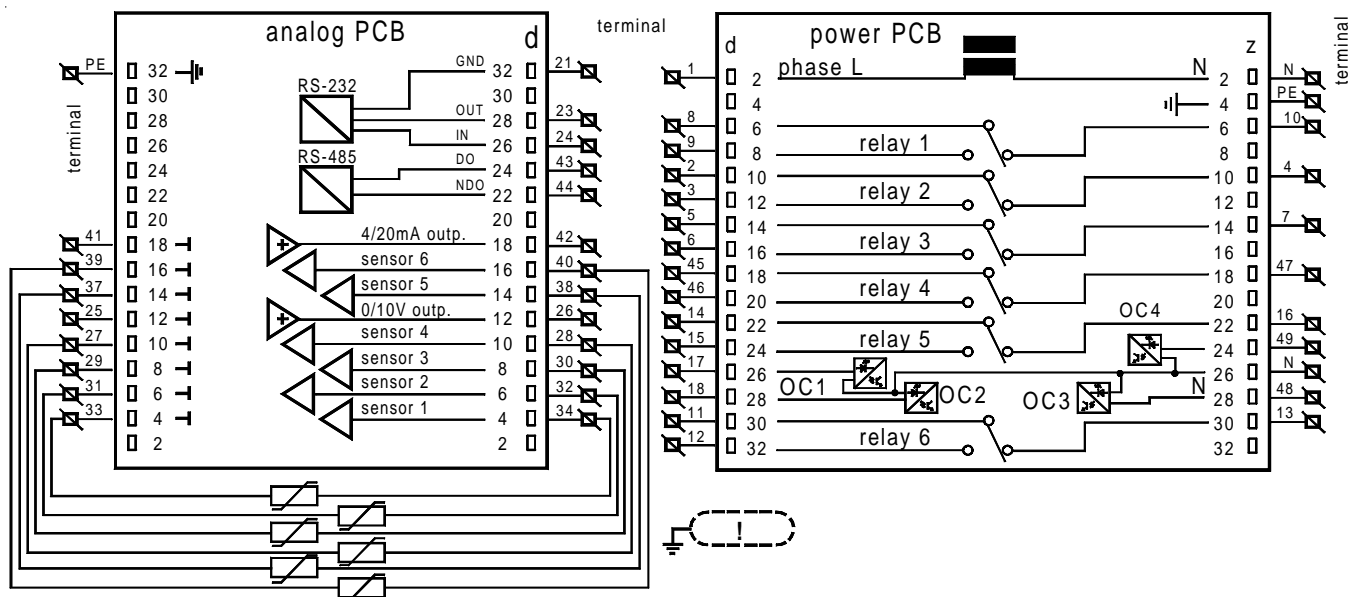 analog PCB
d
terminal
power PCB
d
z
terminal
PE 32 GND 32 21
RS-232
30 30
28 OUT 28 23
26 IN 26 24
RS-485
24 DO 24 43
22 NDO 22 44
20 20
41 18 4/20mA outp. 18 42
39 16 sensor 6 16 40
37 14 sensor 5 14 38
25 12 0/10V outp. 12 26
27 10 sensor 4 10 28
29 8 sensor 3 8 30
31 6 sensor 2 6 32
33 4 sensor 1 4 34
2 2
terminal
1 2 phase L N 2 N
4 4 PE
8 6 6 10
9 8 relay 1 8
2 10 10 4
3 12 relay 2 12
5 14 14 7
6 16 relay 3 16
45 18 18 47
46 20 relay 4 20
14 22 OC4 22 16
15 24 relay 5 24 49
17 26 26 N
18 28 OC1 OC2 OC3 N 28 48
11 30 30 13
12 32 relay 6 32
!